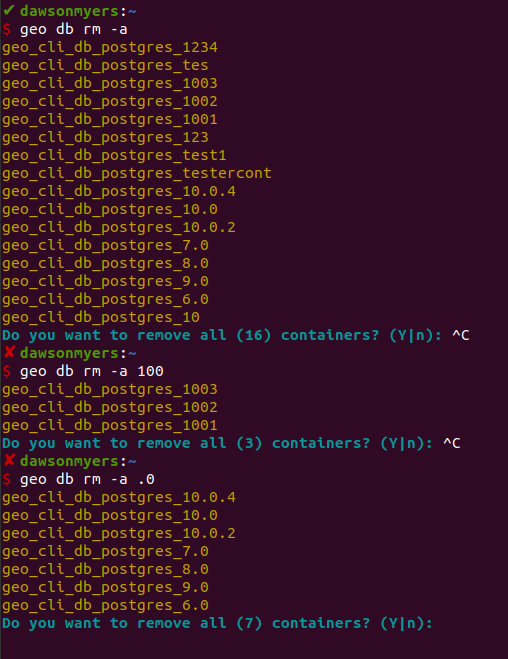 ✔ dawsonmyers:~
$ geo db rm -a
geo_cli_db_postgres_1234
geo_cli_db_postgres_tes
geo_cli_db_postgres_1003
geo_cli_db_postgres_1002
geo_cli_db_postgres_1001
geo_cli_db_postgres_123
geo_cli_db_postgres_test1
geo_cli_db_postgres_testercont
geo_cli_db_postgres_10.0.4
geo_cli_db_postgres_10.0
geo_cli_db_postgres_10.0.2
geo_cli_db_postgres_7.0
geo_cli_db_postgres_8.0
geo_cli_db_postgres_9.0
geo_cli_db_postgres_6.0
geo_cli_db_postgres_10
Do you want to remove all (16) containers? (Y|n): ^C
✘ dawsonmyers:~
$ geo db rm -a 100
geo_cli_db_postgres_1003
geo_cli_db_postgres_1002
geo_cli_db_postgres_1001
Do you want to remove all (3) containers? (Y|n): ^C
✘ dawsonmyers:~
$ geo db rm -a .0
geo_cli_db_postgres_10.0.4
geo_cli_db_postgres_10.0
geo_cli_db_postgres_10.0.2
geo_cli_db_postgres_7.0
geo_cli_db_postgres_8.0
geo_cli_db_postgres_9.0
geo_cli_db_postgres_6.0
Do you want to remove all (7) containers? (Y|n):